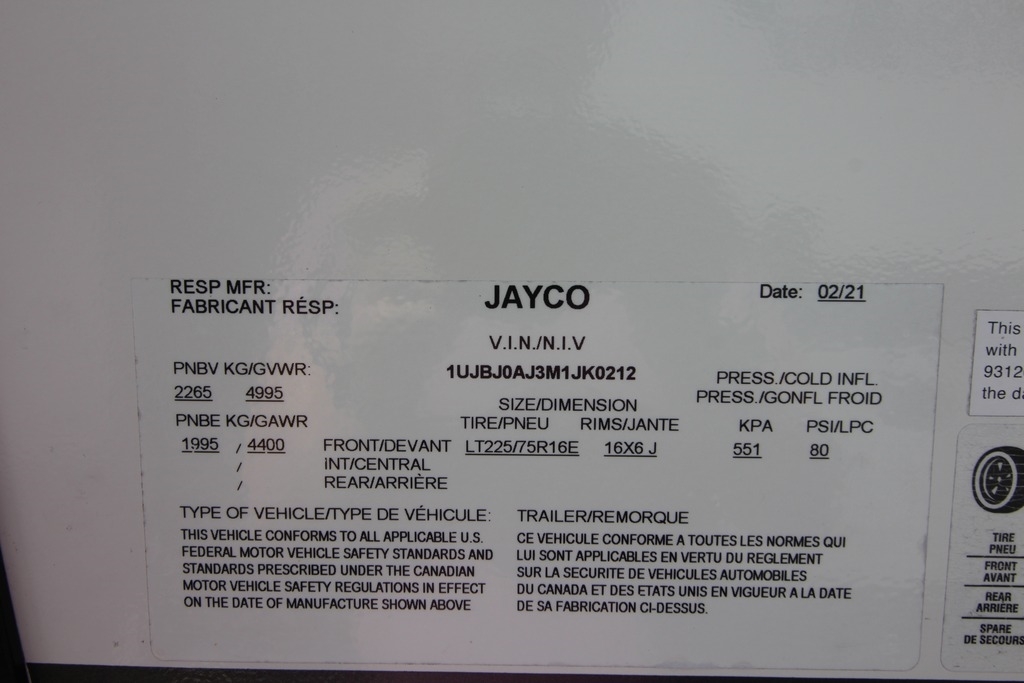 RESP MFR:
FABRICANT RÉSP:
JAYCO
Date: 02/21
V.I.N./N.I.V
1UJBJ0AJ3M1JK0212
PNBV KG/GVWR:
2265 4995
PRESS./COLD INFL.
PRESS./GONFL FROID
SIZE/DIMENSION
PNBE KG/GAWR TIRE/PNEU RIMS/JANTE KPA PSI/LPC
1995 / 4400 FRONT/DEVANT LT225/75R16E 16X6 J 551 80
/ INT/CENTRAL
/ REAR/ARRIÈRE
TYPE OF VEHICLE/TYPE DE VÉHICULE: TRAILER/REMORQUE
THIS VEHICLE CONFORMS TO ALL APPLICABLE U.S.
FEDERAL MOTOR VEHICLE SAFETY STANDARDS AND
STANDARDS PRESCRIBED UNDER THE CANADIAN
MOTOR VEHICLE SAFETY REGULATIONS IN EFFECT
ON THE DATE OF MANUFACTURE SHOWN ABOVE
CE VEHICULE CONFORME A TOUTES LES NORMES QUI
LUI SONT APPLICABLES EN VERTU DU REGLEMENT
SUR LA SECURITE DE VEHICULES AUTOMOBILES
DU CANADA ET DES ETATS UNIS EN VIGUEUR A LA DATE
DE SA FABRICATION CI-DESSUS.
This
with
9312
the
TIRE
PNEU
FRONT
AVANT
REAR
ARRIÈRE
SPARE
DE SECOURS